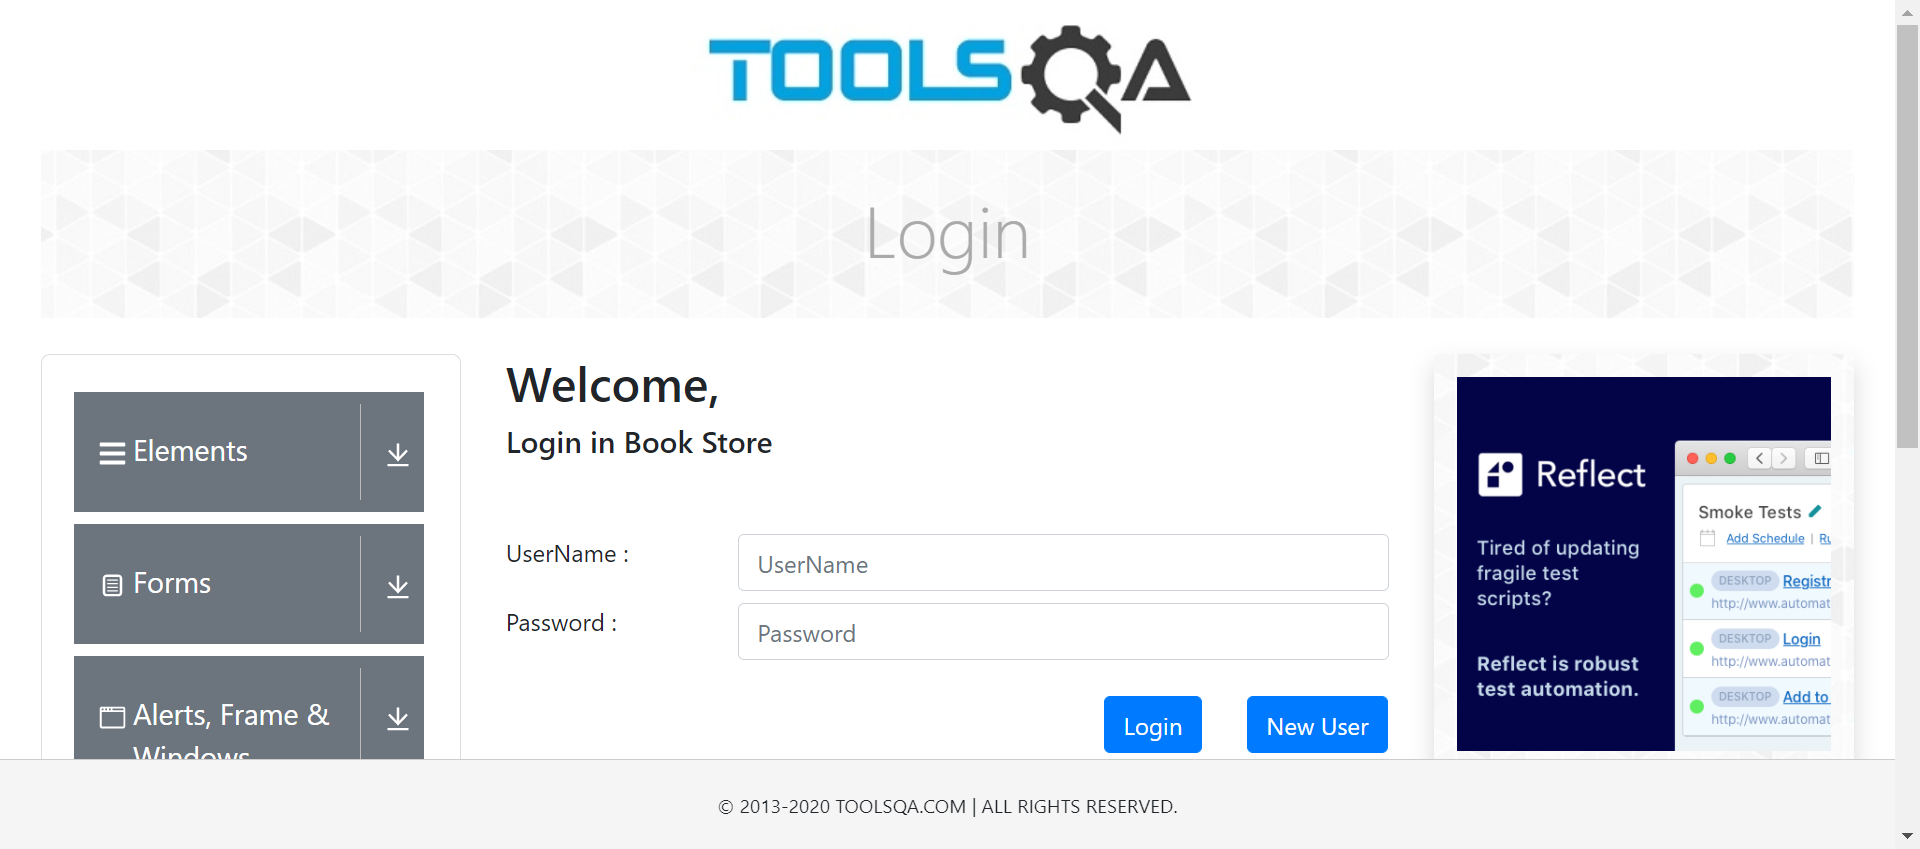 TOOLSQA
Login
Elements
Forms
Alerts, Frame &
Windows
Welcome,
Login in Book Store
UserName :
UserName
Password :
Password
Login
New User
Reflect
Tired of updating
fragile test
scripts?
Reflect is robust
test automation.
Smoke Tests
Add Schedule | Ru
DESKTOP Registr
http://www.automat
DESKTOP Login
http://www.automat
DESKTOP Add to
http://www.automat
© 2013-2020 TOOLSQA.COM | ALL RIGHTS RESERVED.